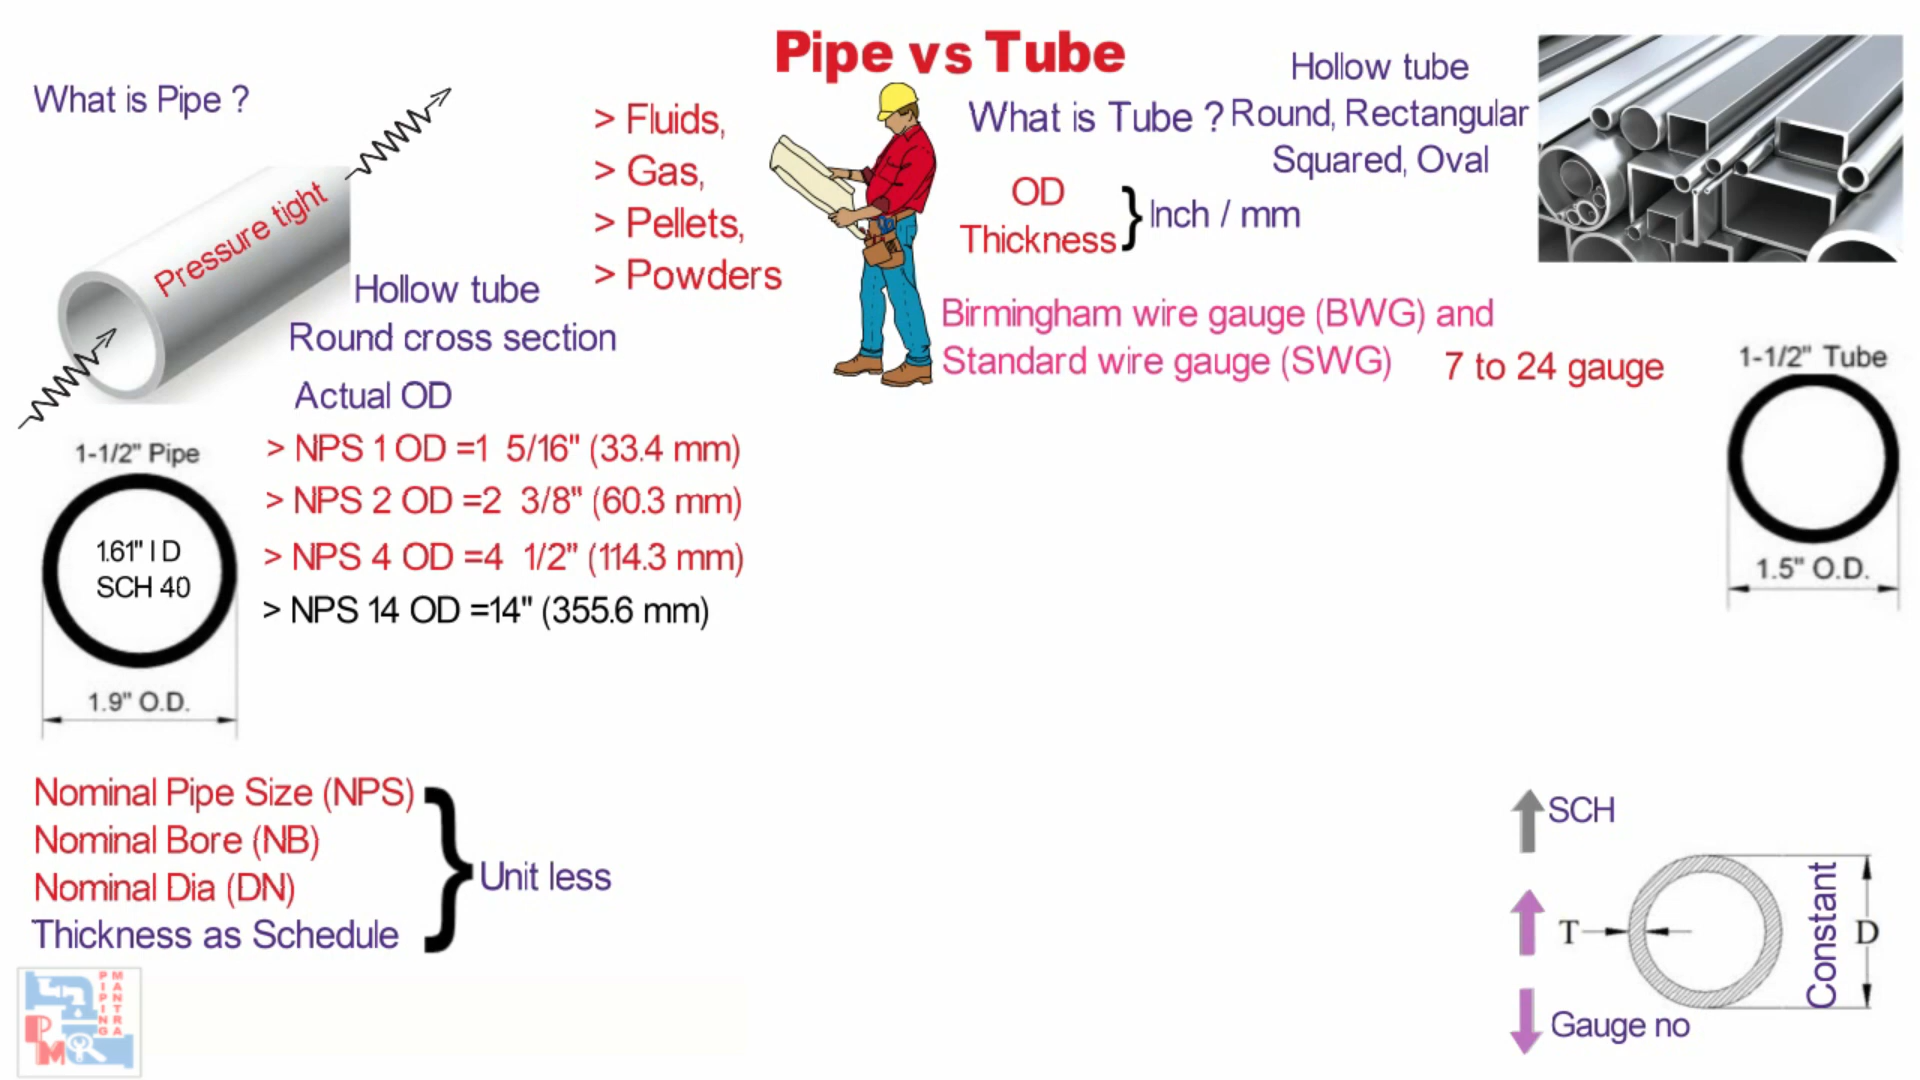 Pipe vs Tube
What is Pipe ?
Pressure tight
> Fluids,
> Gas,
> Pellets,
> Powders
Hollow tube
Round cross section
Actual OD
> NPS 1 OD =1 5/16" (33.4 mm)
> NPS 2 OD =2 3/8" (60.3 mm)
> NPS 4 OD =4 1/2" (114.3 mm)
> NPS 14 OD =14" (355.6 mm)
1-1/2" Pipe
1.61" I D
SCH 40
1.9" O.D.
Nominal Pipe Size (NPS)
Nominal Bore (NB)
Nominal Dia (DN)
Thickness as Schedule
Unit less
PIPING
MANTRA
PM
What is Tube ?
Hollow tube
Round, Rectangular
Squared, Oval
OD
Thickness
Inch / mm
Birmingham wire gauge (BWG) and
Standard wire gauge (SWG)
7 to 24 gauge
1-1/2" Tube
1.5" O.D.
SCH
T
Constant
D
Gauge no